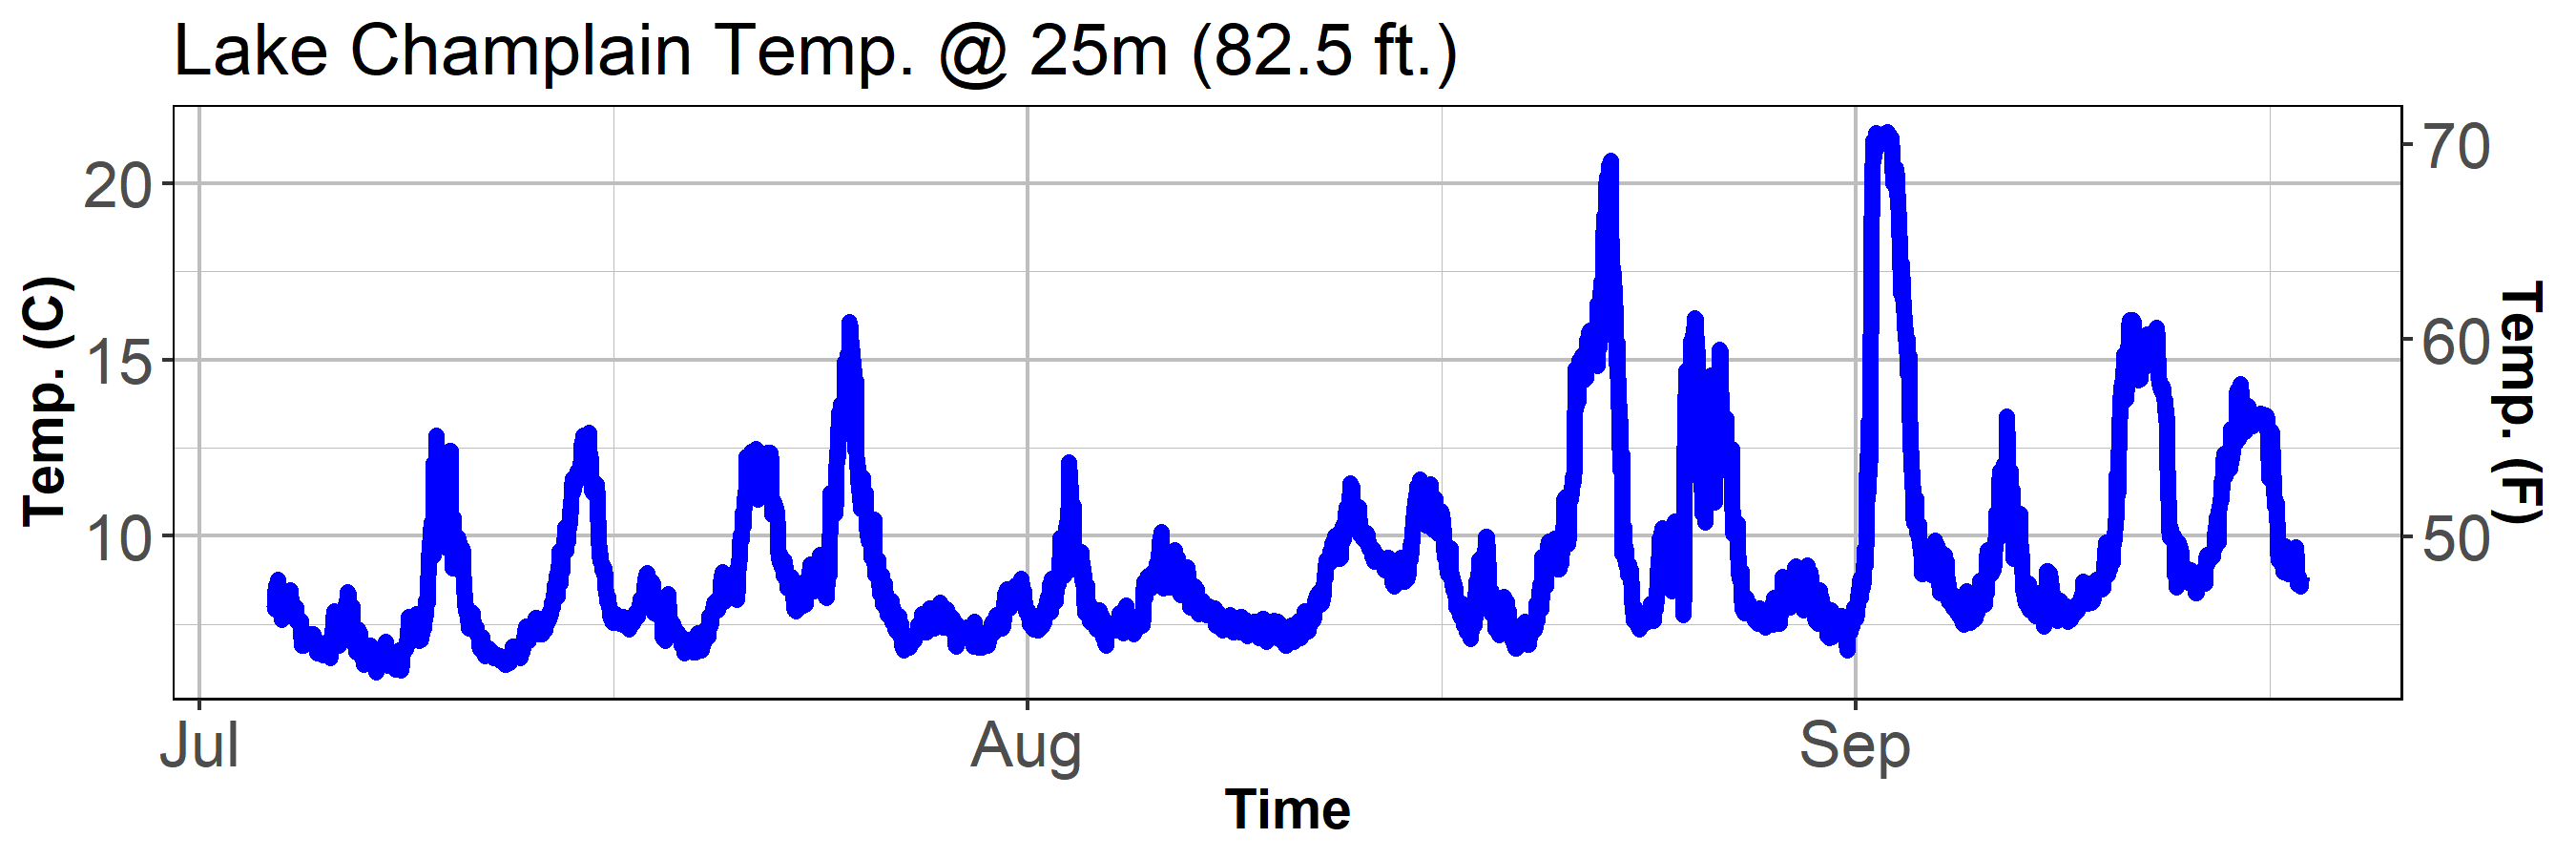 Lake Champlain Temp. @ 25m (82.5 ft.)
Temp. (C)
20
15
10
70
60
50
Temp. (F)
Jul Aug Sep
Time